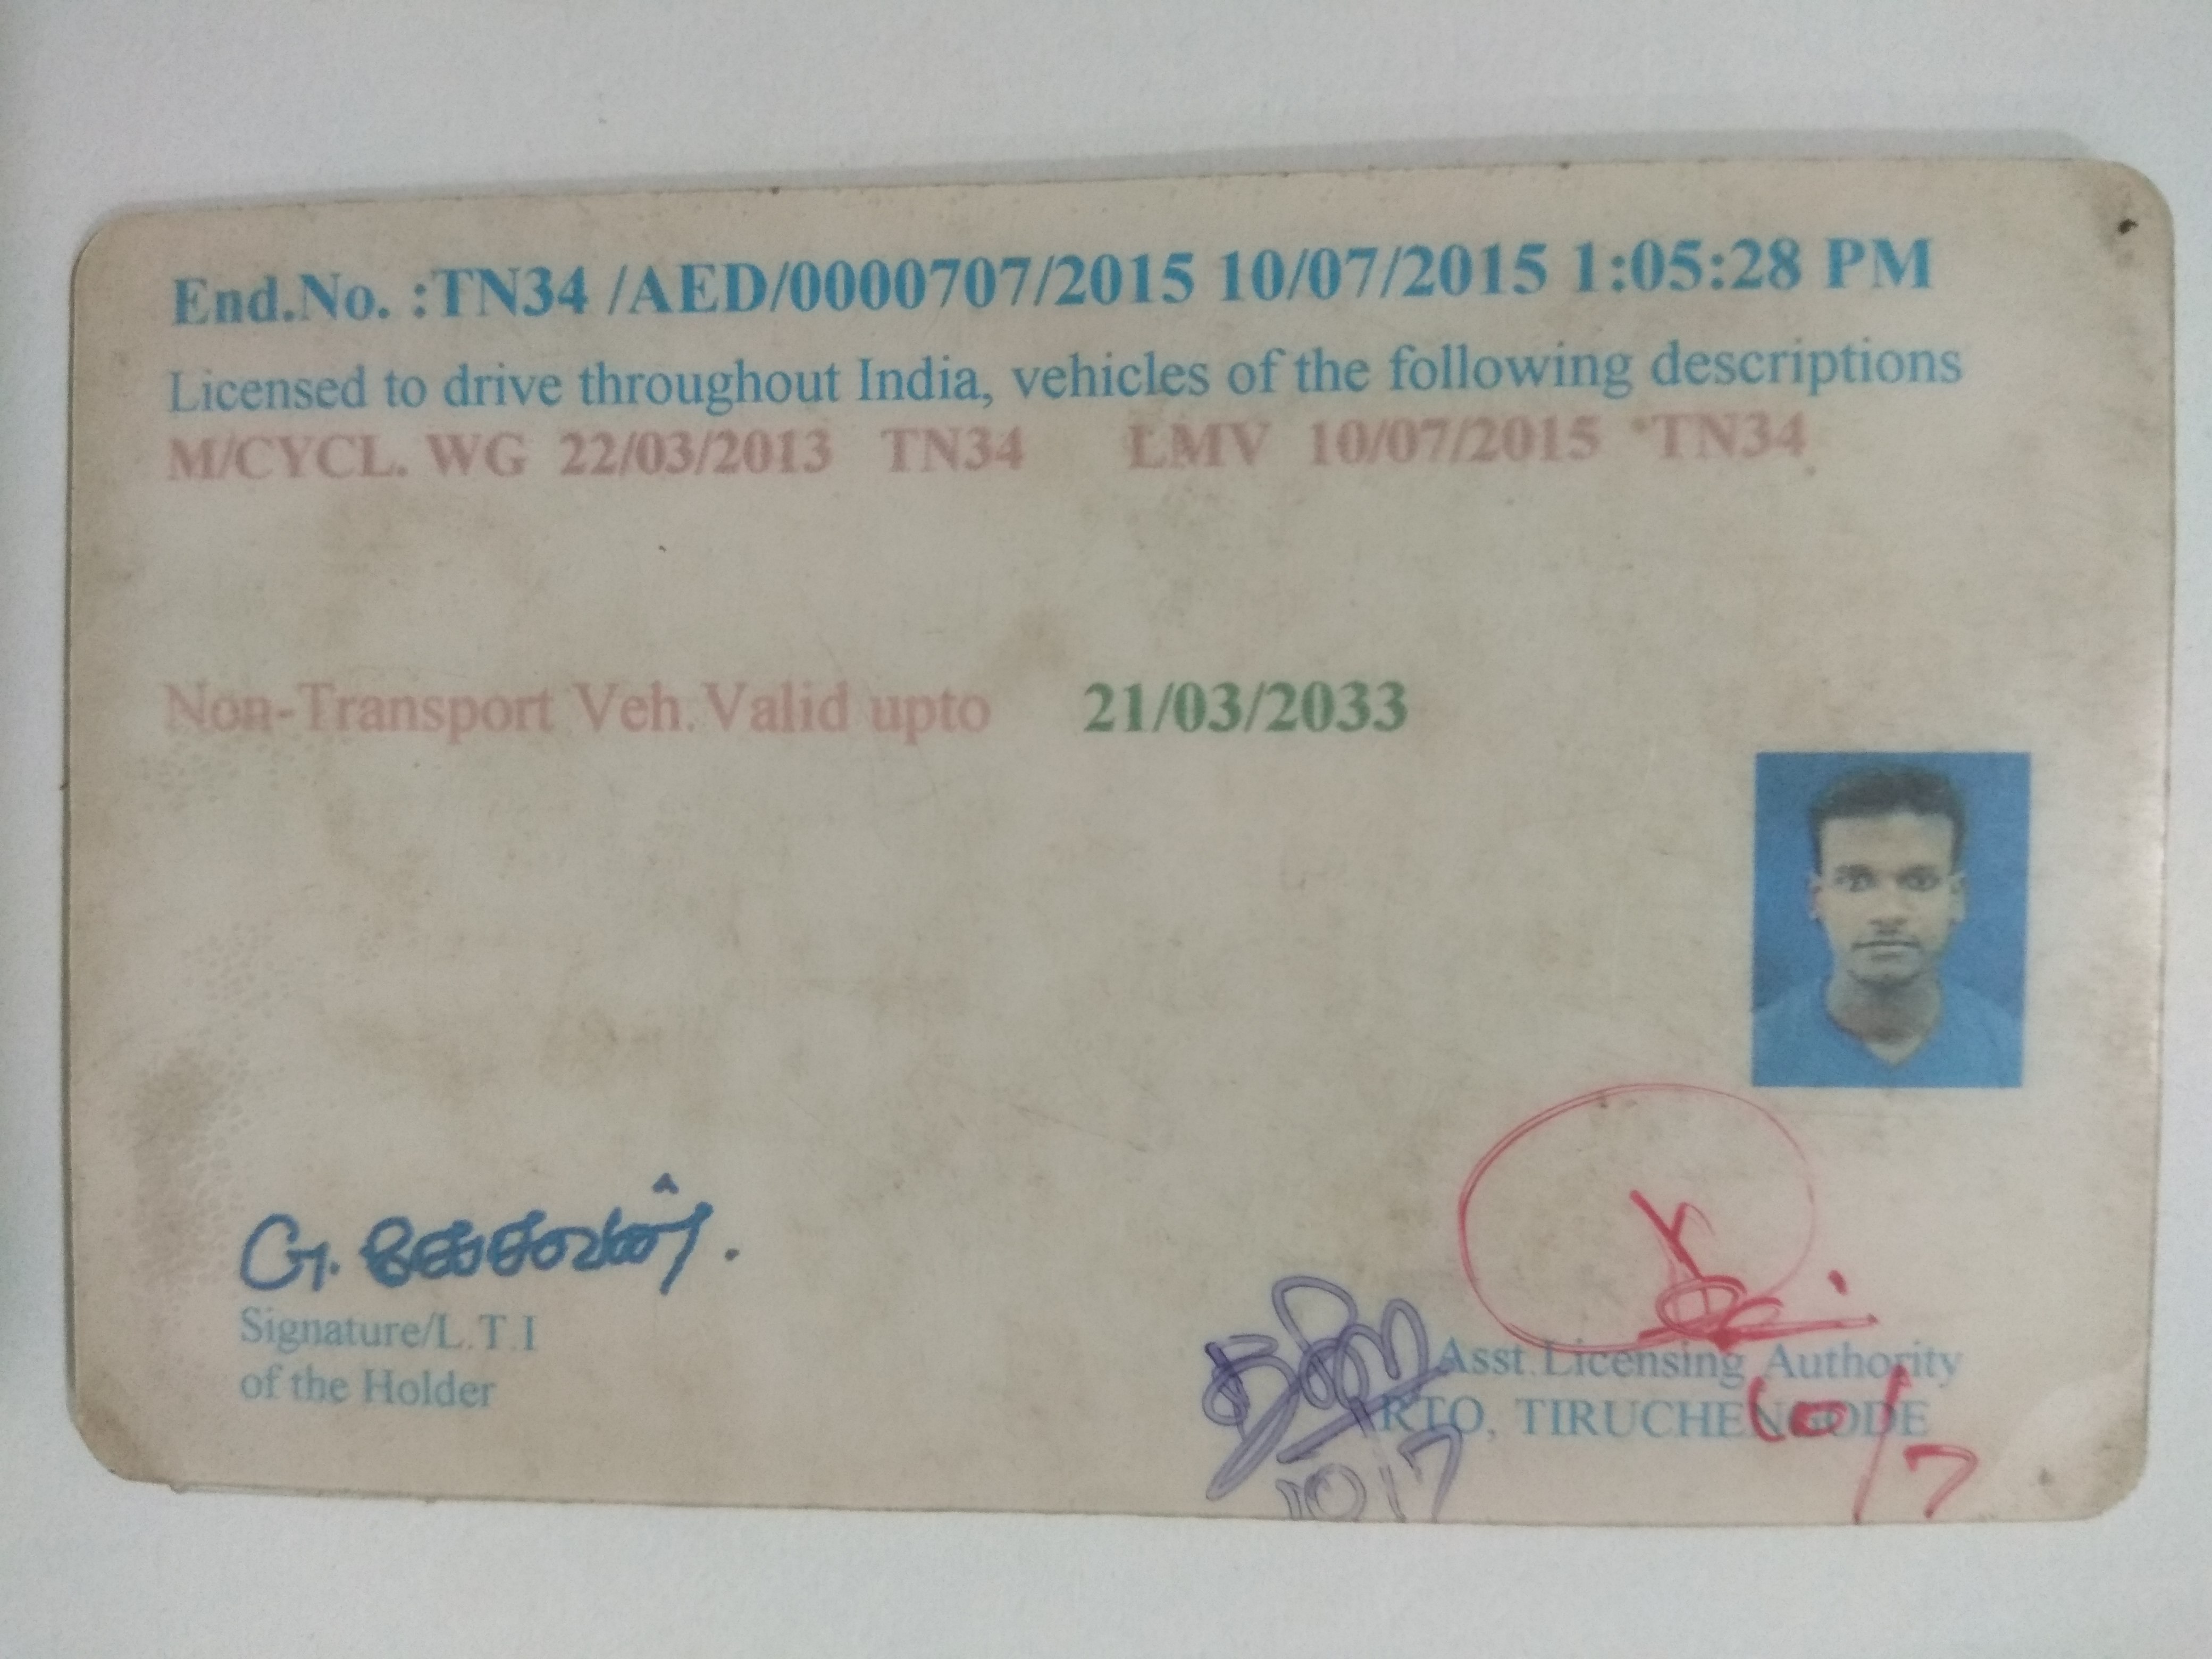 End.No. :TN34 /AED/0000707/2015 10/07/2015 1:05:28 PM
Licensed to drive throughout India, vehicles of the following descriptions
M/CYCL. WG 22/03/2013 TN34 LMV 10/07/2015 TN34
Non-Transport Veh.Valid upto 21/03/2033
G. கேசவன்.
Signature/L.T.I
of the Holder
Asst.Licensing Authority
RTO, TIRUCHENGODE
10/7
10/7